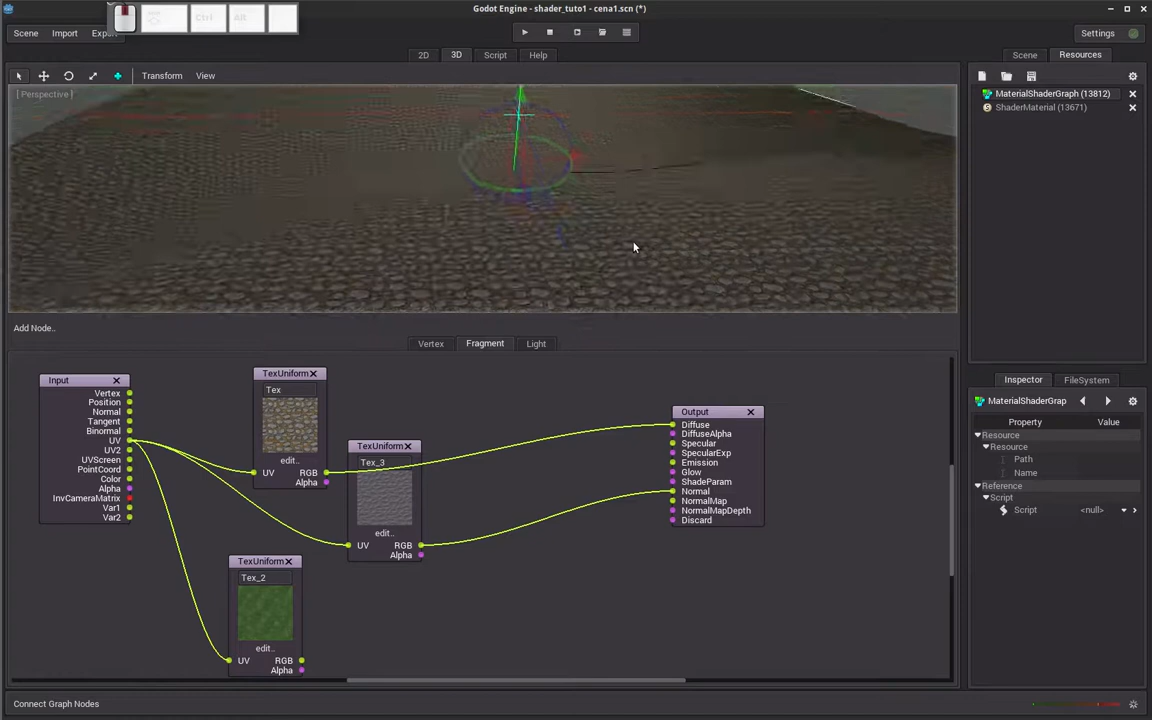 Godot Engine - shader_tuto1 - cena1.scn (*)
Ctrl Alt
Scene Import Export
Settings
2D 3D Script Help
Scene Resources
Transform View
[ Perspective ]
MaterialShaderGraph (13812)
ShaderMaterial (13671)
Add Node..
Vertex Fragment Light
Input
Vertex
Position
Normal
Tangent
Binormal
UV
UV2
UVScreen
PointCoord
Color
Alpha
InvCameraMatrix
Var1
Var2
TexUniform
Tex
edit..
UV RGB
Alpha
TexUniform
Tex_3
edit..
UV RGB
Alpha
TexUniform
Tex_2
edit..
UV RGB
Alpha
Output
Diffuse
DiffuseAlpha
Specular
SpecularExp
Emission
Glow
ShadeParam
Normal
NormalMap
NormalMapDepth
Discard
Inspector FileSystem
MaterialShaderGrap
Property Value
Resource
Resource
Path
Name
Reference
Script
Script <null>
Connect Graph Nodes